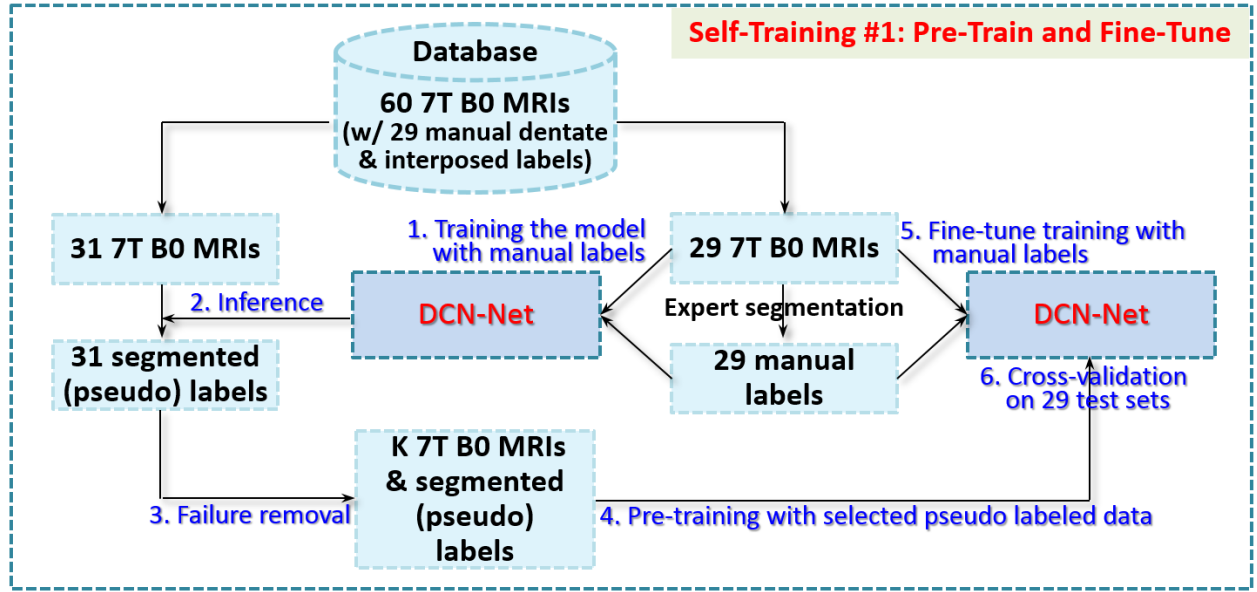 Self-Training #1: Pre-Train and Fine-Tune
Database
60 7T B0 MRIs
(w/ 29 manual dentate
& interposed labels)
31 7T B0 MRIs
1. Training the model
with manual labels
29 7T B0 MRIs
5. Fine-tune training with
manual labels
2. Inference
DCN-Net
Expert segmentation
DCN-Net
31 segmented
(pseudo) labels
29 manual
labels
6. Cross-validation
on 29 test sets
K 7T B0 MRIs
& segmented
(pseudo)
labels
3. Failure removal
4. Pre-training with selected pseudo labeled data